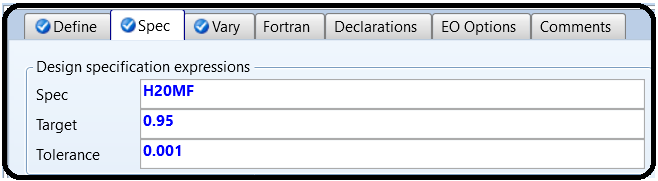 Define Spec Vary Fortran Declarations EO Options Comments
Design specification expressions
Spec H20MF
Target 0.95
Tolerance 0.001